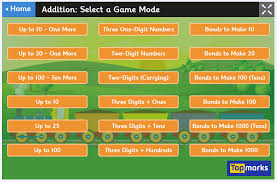 Home
Addition: Select a Game Mode
Up to 10 - One More
Three One-Digit Numbers
Bonds to Make 10
Up to 20 - One More
Two-Digit Numbers
Bonds to Make 20
Up to 100 - Ten More
Two-Digits (Carrying)
Bonds to Make 100 (Tens)
Up to 10
Three Digits + Ones
Bonds to Make 100
Up to 25
Three Digits + Tens
Bonds to Make 1000 (Tens)
Up to 100
Three Digits + Hundreds
Bonds to Make 1000
Topmarks